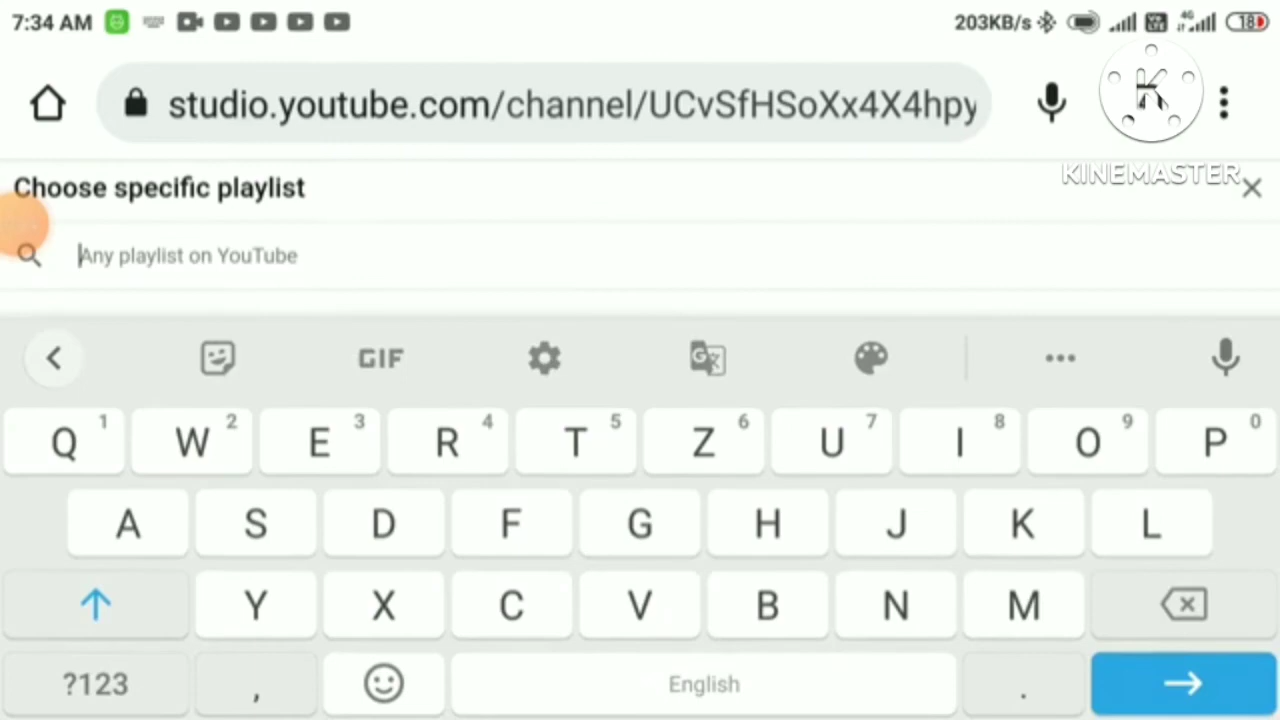 7:34 AM
203KB/s
4G
18
studio.youtube.com/channel/UCvSfHSoXx4X4hpy
K
KINEMASTER
Choose specific playlist
Any playlist on YouTube
GIF
Q 1 W 2 E 3 R 4 T 5 Z 6 U 7 I 8 O 9 P 0
A S D F G H J K L
Y X C V B N M
?123 , English .